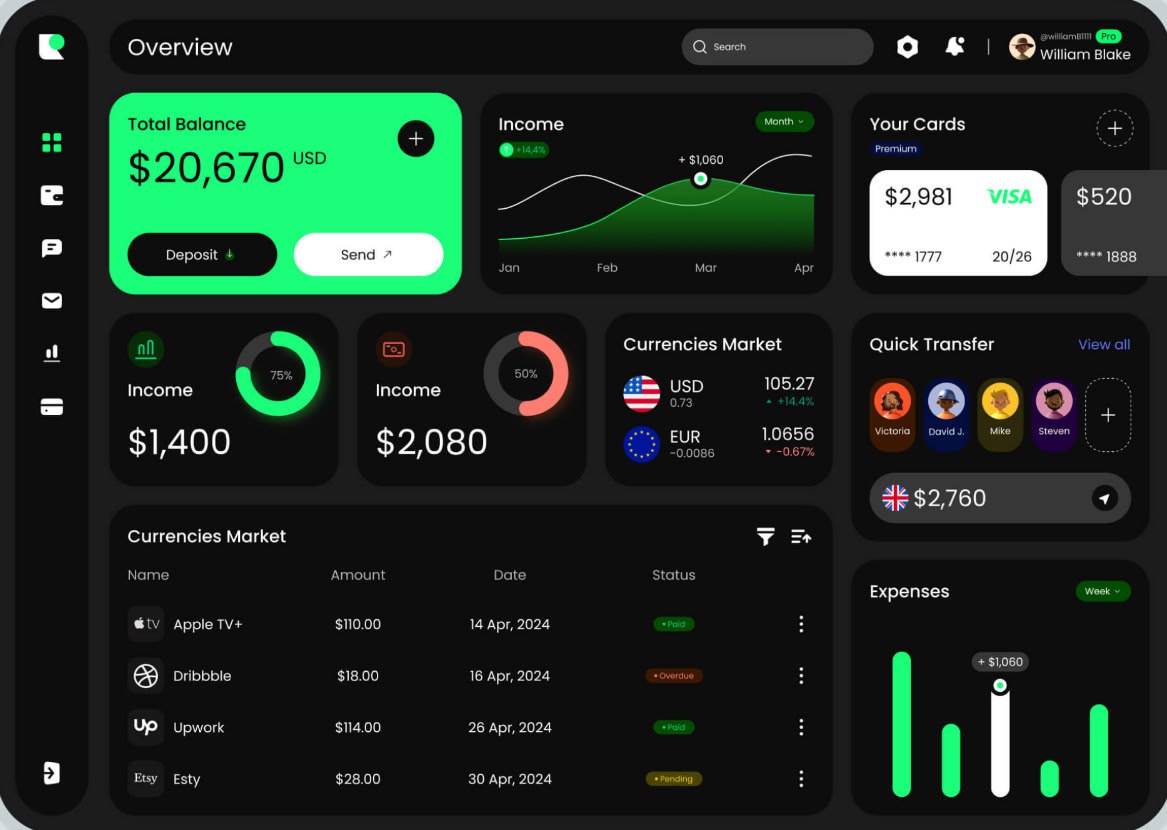 Overview
Search
@williamB1111 Pro
William Blake
Total Balance
$20,670 USD
Deposit
Send
Income
Month
+14,4%
+ $1,060
Jan Feb Mar Apr
Your Cards
Premium
$2,981 VISA
**** 1777 20/26
$520
**** 1888
75%
Income
$1,400
50%
Income
$2,080
Currencies Market
USD 105.27
0.73 +14.4%
EUR 1.0656
-0.0086 -0.67%
Quick Transfer View all
Victoria David J. Mike Steven
$2,760
Currencies Market
Name Amount Date Status
tv Apple TV+ $110.00 14 Apr, 2024 Paid
Dribbble $18.00 16 Apr, 2024 Overdue
Up Upwork $114.00 26 Apr, 2024 Paid
Etsy Esty $28.00 30 Apr, 2024 Pending
Expenses Week
+ $1,060